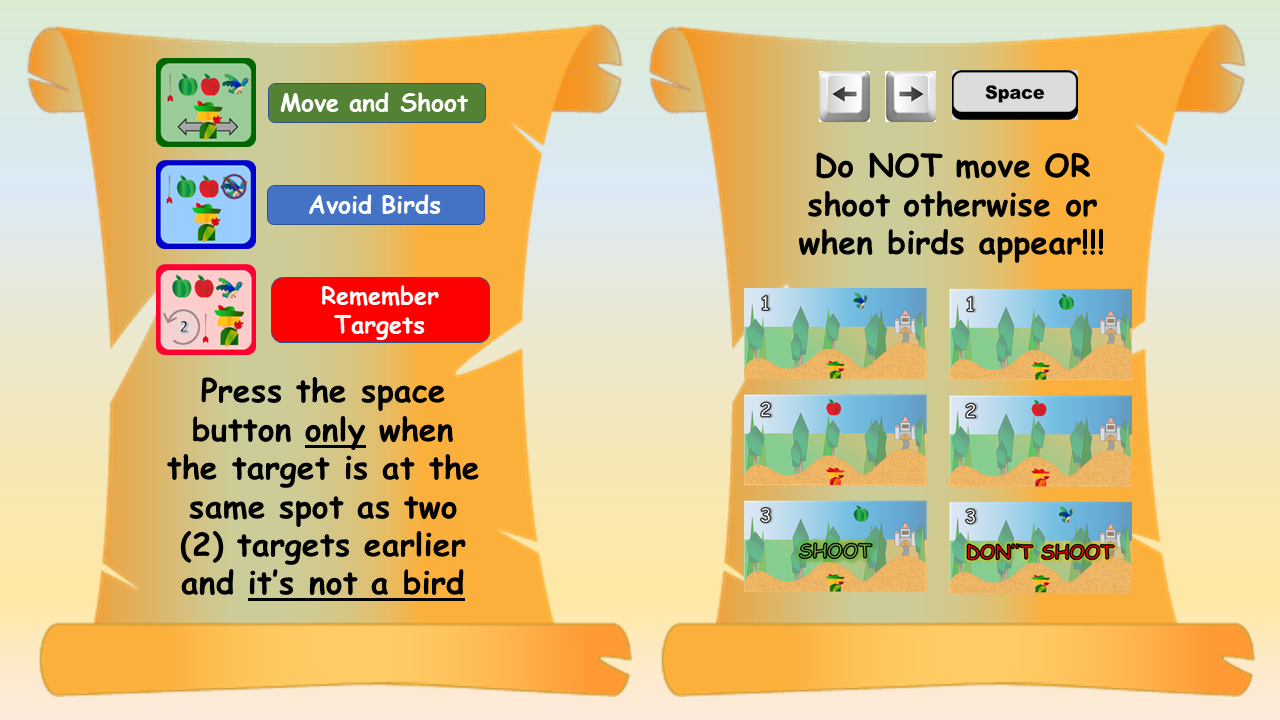 Move and Shoot
Avoid Birds
2
Remember
Targets
Press the space
button only when
the target is at the
same spot as two
(2) targets earlier
and it's not a bird
Space
Do NOT move OR
shoot otherwise or
when birds appear!!!
1
1
2
2
3
SHOOT
3
DON"T SHOOT